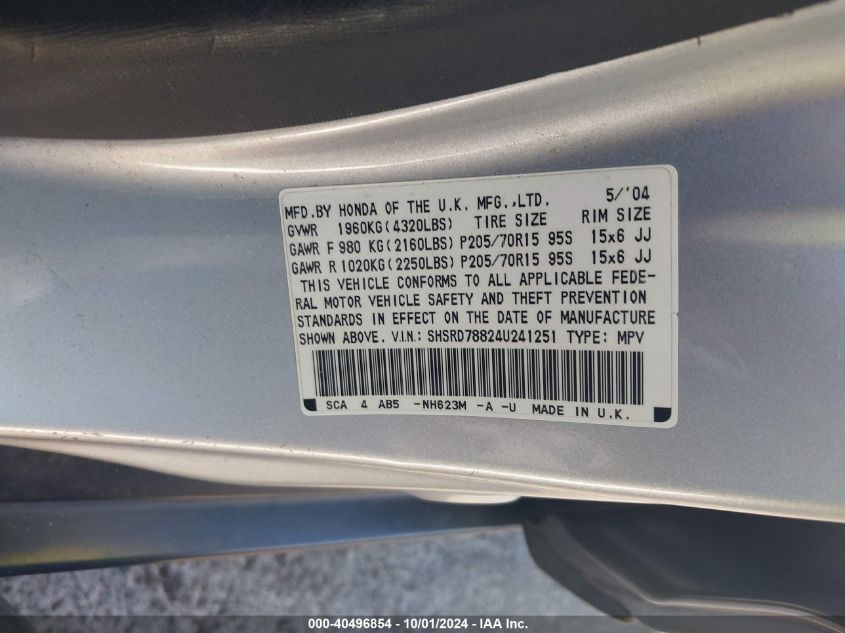 MFD.BY HONDA OF THE U.K. MFG.,LTD. 5/'04
GVWR 1960KG(4320LBS) TIRE SIZE RIM SIZE
GAWR F 980 KG(2160LBS) P205/70R15 95S 15x6 JJ
GAWR R 1020KG(2250LBS) P205/70R15 95S 15x6 JJ
THIS VEHICLE CONFORMS TO ALL APPLICABLE FEDE-
RAL MOTOR VEHICLE SAFETY AND THEFT PREVENTION
STANDARDS IN EFFECT ON THE DATE OF MANUFACTURE
SHOWN ABOVE. V.I.N.: SHSRD78824U241251 TYPE: MPV
SCA 4 AB5 -NH623M -A -U MADE IN U.K.
000-40496854 - 10/01/2024 - IAA Inc.